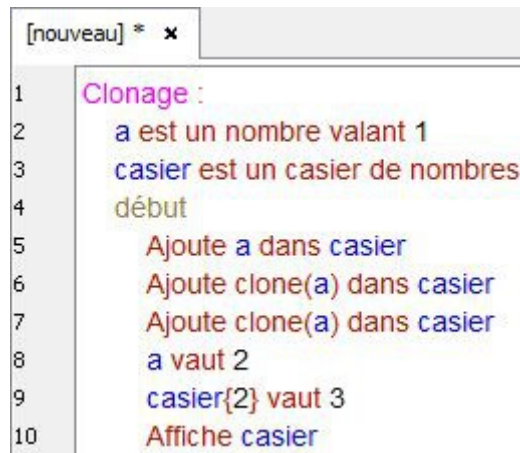 [nouveau] * ×
1 Clonage :
2 a est un nombre valant 1
3 casier est un casier de nombres
4 début
5 Ajoute a dans casier
6 Ajoute clone(a) dans casier
7 Ajoute clone(a) dans casier
8 a vaut 2
9 casier{2} vaut 3
10 Affiche casier